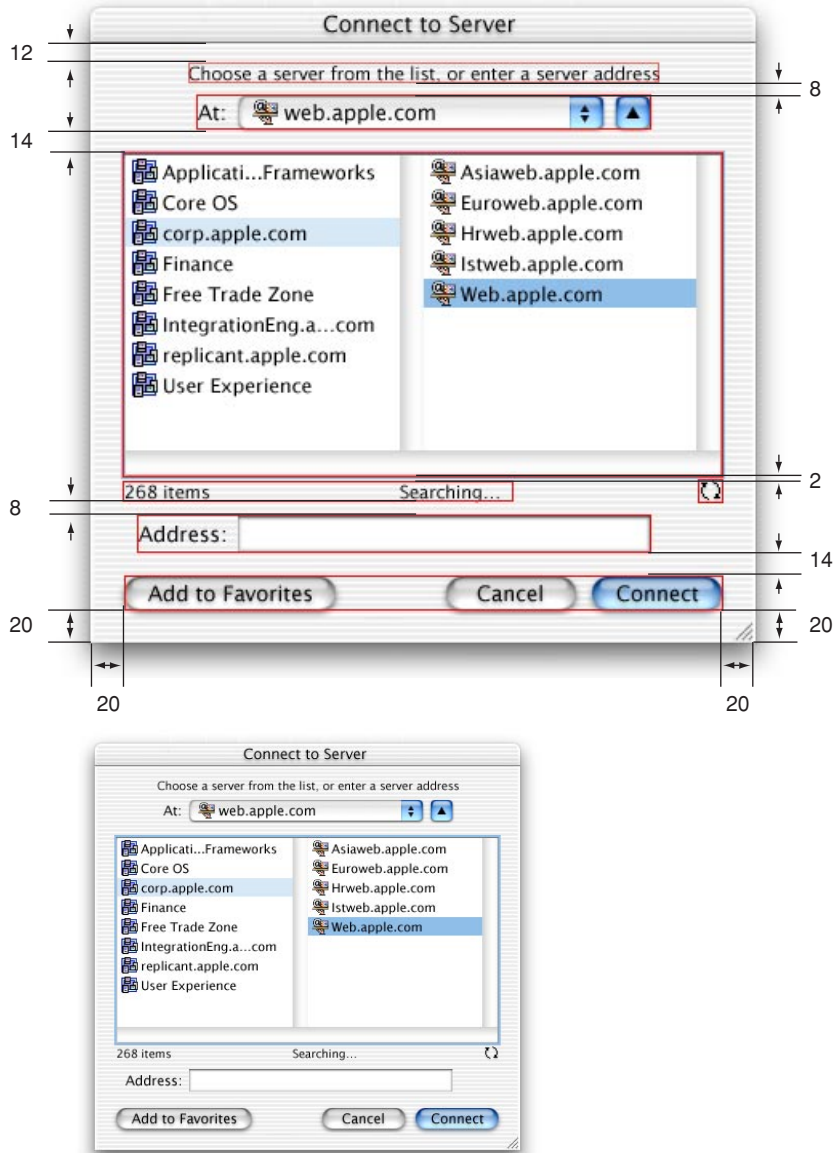 Connect to Server
12
Choose a server from the list, or enter a server address
8
At: web.apple.com
14
Applicati...Frameworks Asiaweb.apple.com
Core OS Euroweb.apple.com
corp.apple.com Hrweb.apple.com
Finance Istweb.apple.com
Free Trade Zone Web.apple.com
IntegrationEng.a...com
replicant.apple.com
User Experience
268 items Searching...
2
8
Address:
14
Add to Favorites Cancel Connect
20 20
20 20
Connect to Server
Choose a server from the list, or enter a server address
At: web.apple.com
Applicati...Frameworks Asiaweb.apple.com
Core OS Euroweb.apple.com
corp.apple.com Hrweb.apple.com
Finance Istweb.apple.com
Free Trade Zone Web.apple.com
IntegrationEng.a...com
replicant.apple.com
User Experience
268 items Searching...
Address:
Add to Favorites Cancel Connect